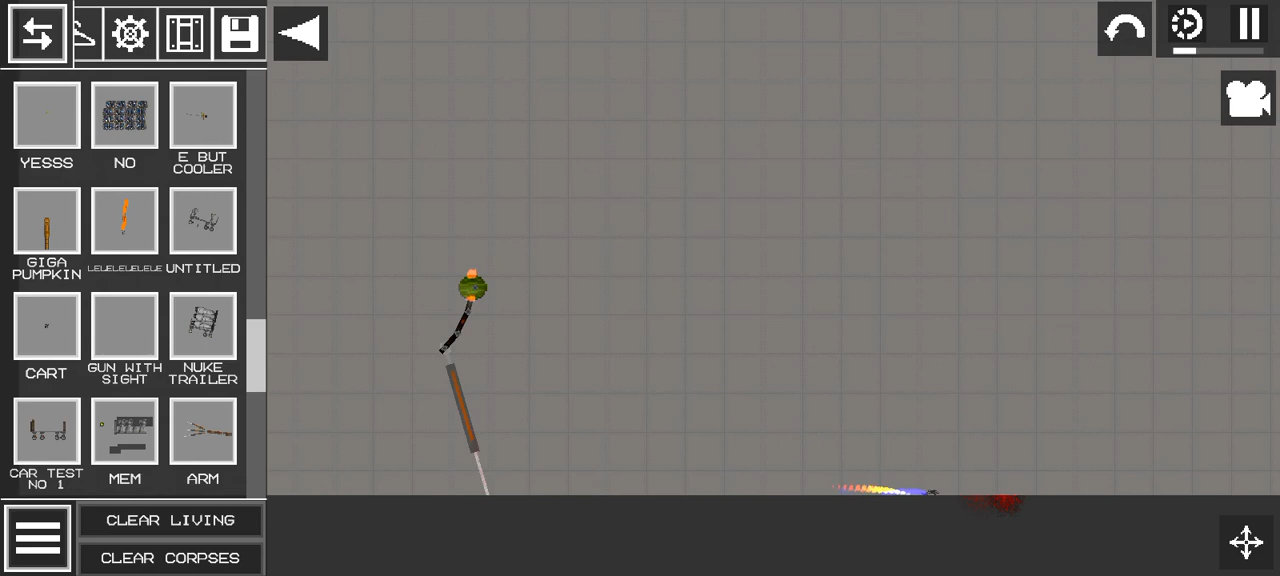 YESSS
NO
E BUT
COOLER
GIGA
PUMPKIN
LELELELELELE
UNTITLED
CART
GUN WITH
SIGHT
NUKE
TRAILER
CAR TEST
NO 1
MEM
ARM
CLEAR LIVING
CLEAR CORPSES